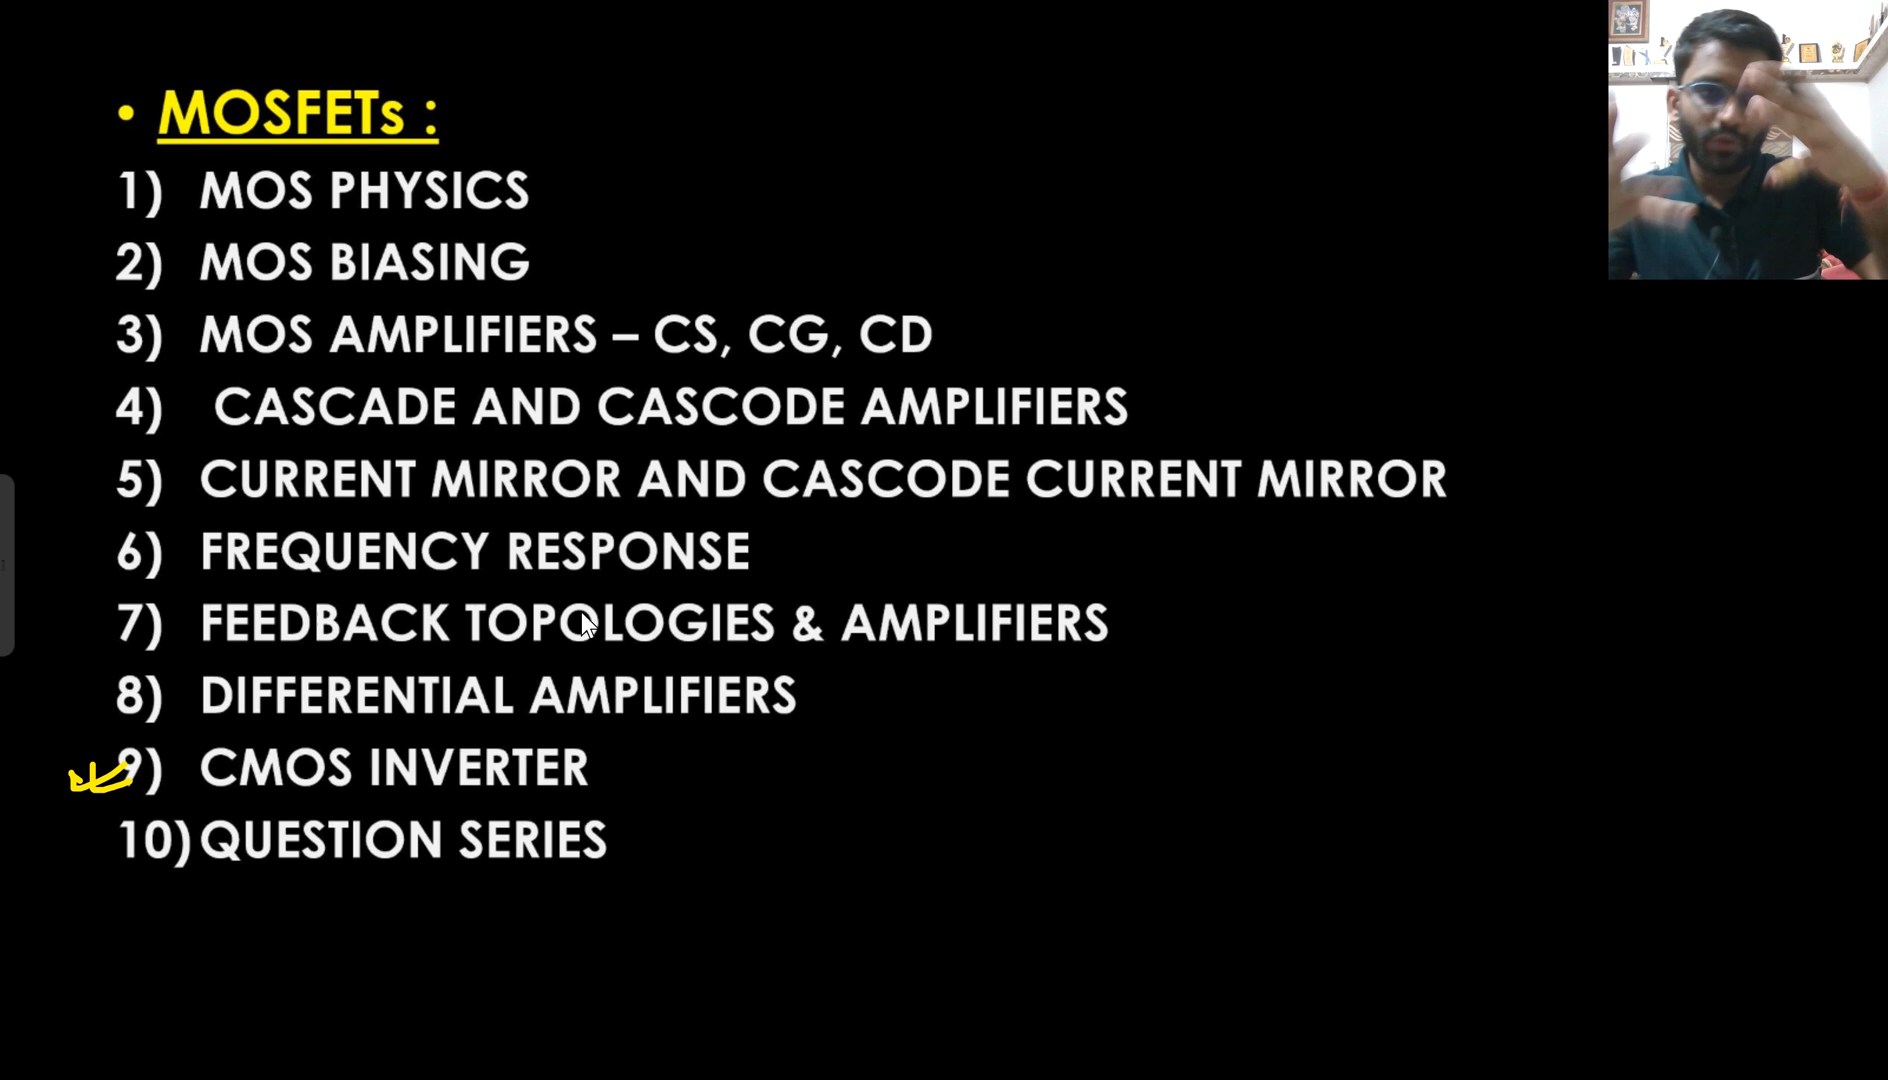 • MOSFETs :
1) MOS PHYSICS
2) MOS BIASING
3) MOS AMPLIFIERS – CS, CG, CD
4) CASCADE AND CASCODE AMPLIFIERS
5) CURRENT MIRROR AND CASCODE CURRENT MIRROR
6) FREQUENCY RESPONSE
7) FEEDBACK TOPOLOGIES & AMPLIFIERS
8) DIFFERENTIAL AMPLIFIERS
9) CMOS INVERTER
10) QUESTION SERIES